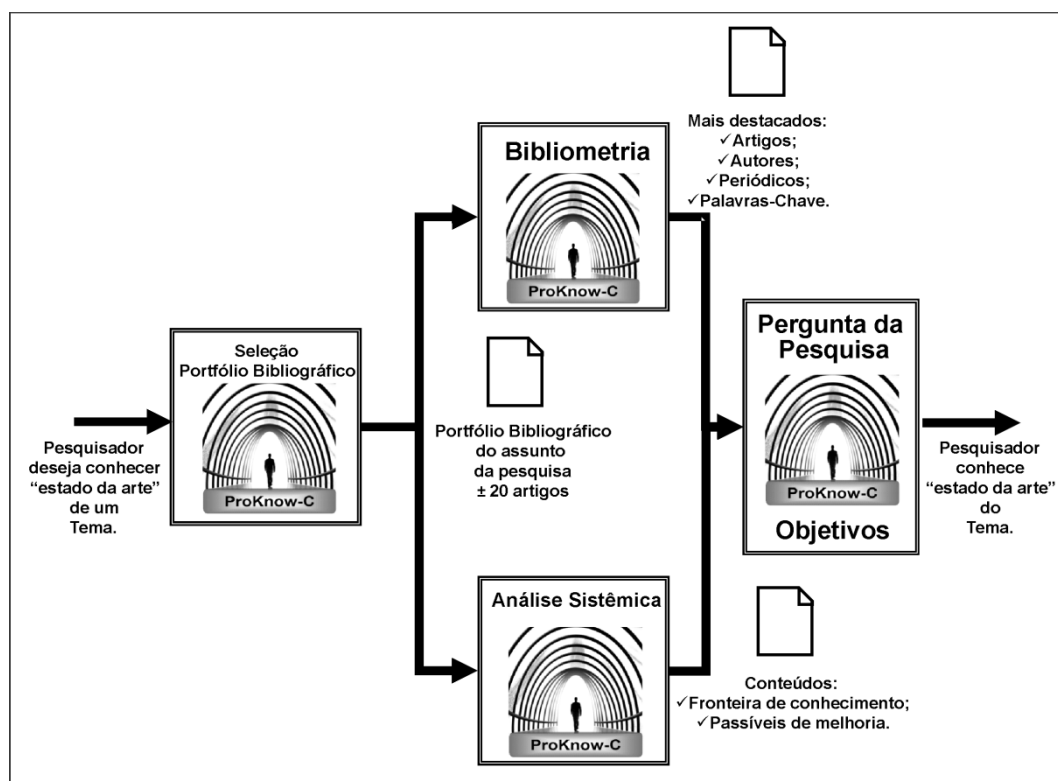 Pesquisador
deseja conhecer
“estado da arte”
de um
Tema.
Seleção
Portfólio Bibliográfico
ProKnow-C
Bibliometria
ProKnow-C
Mais destacados:
✓Artigos;
✓Autores;
✓Periódicos;
✓Palavras-Chave.
Portfólio Bibliográfico
do assunto
da pesquisa
± 20 artigos
Análise Sistêmica
ProKnow-C
Conteúdos:
✓Fronteira de conhecimento;
✓Passíveis de melhoria.
Pergunta da
Pesquisa
ProKnow-C
Objetivos
Pesquisador
conhece
“estado da arte”
do
Tema.